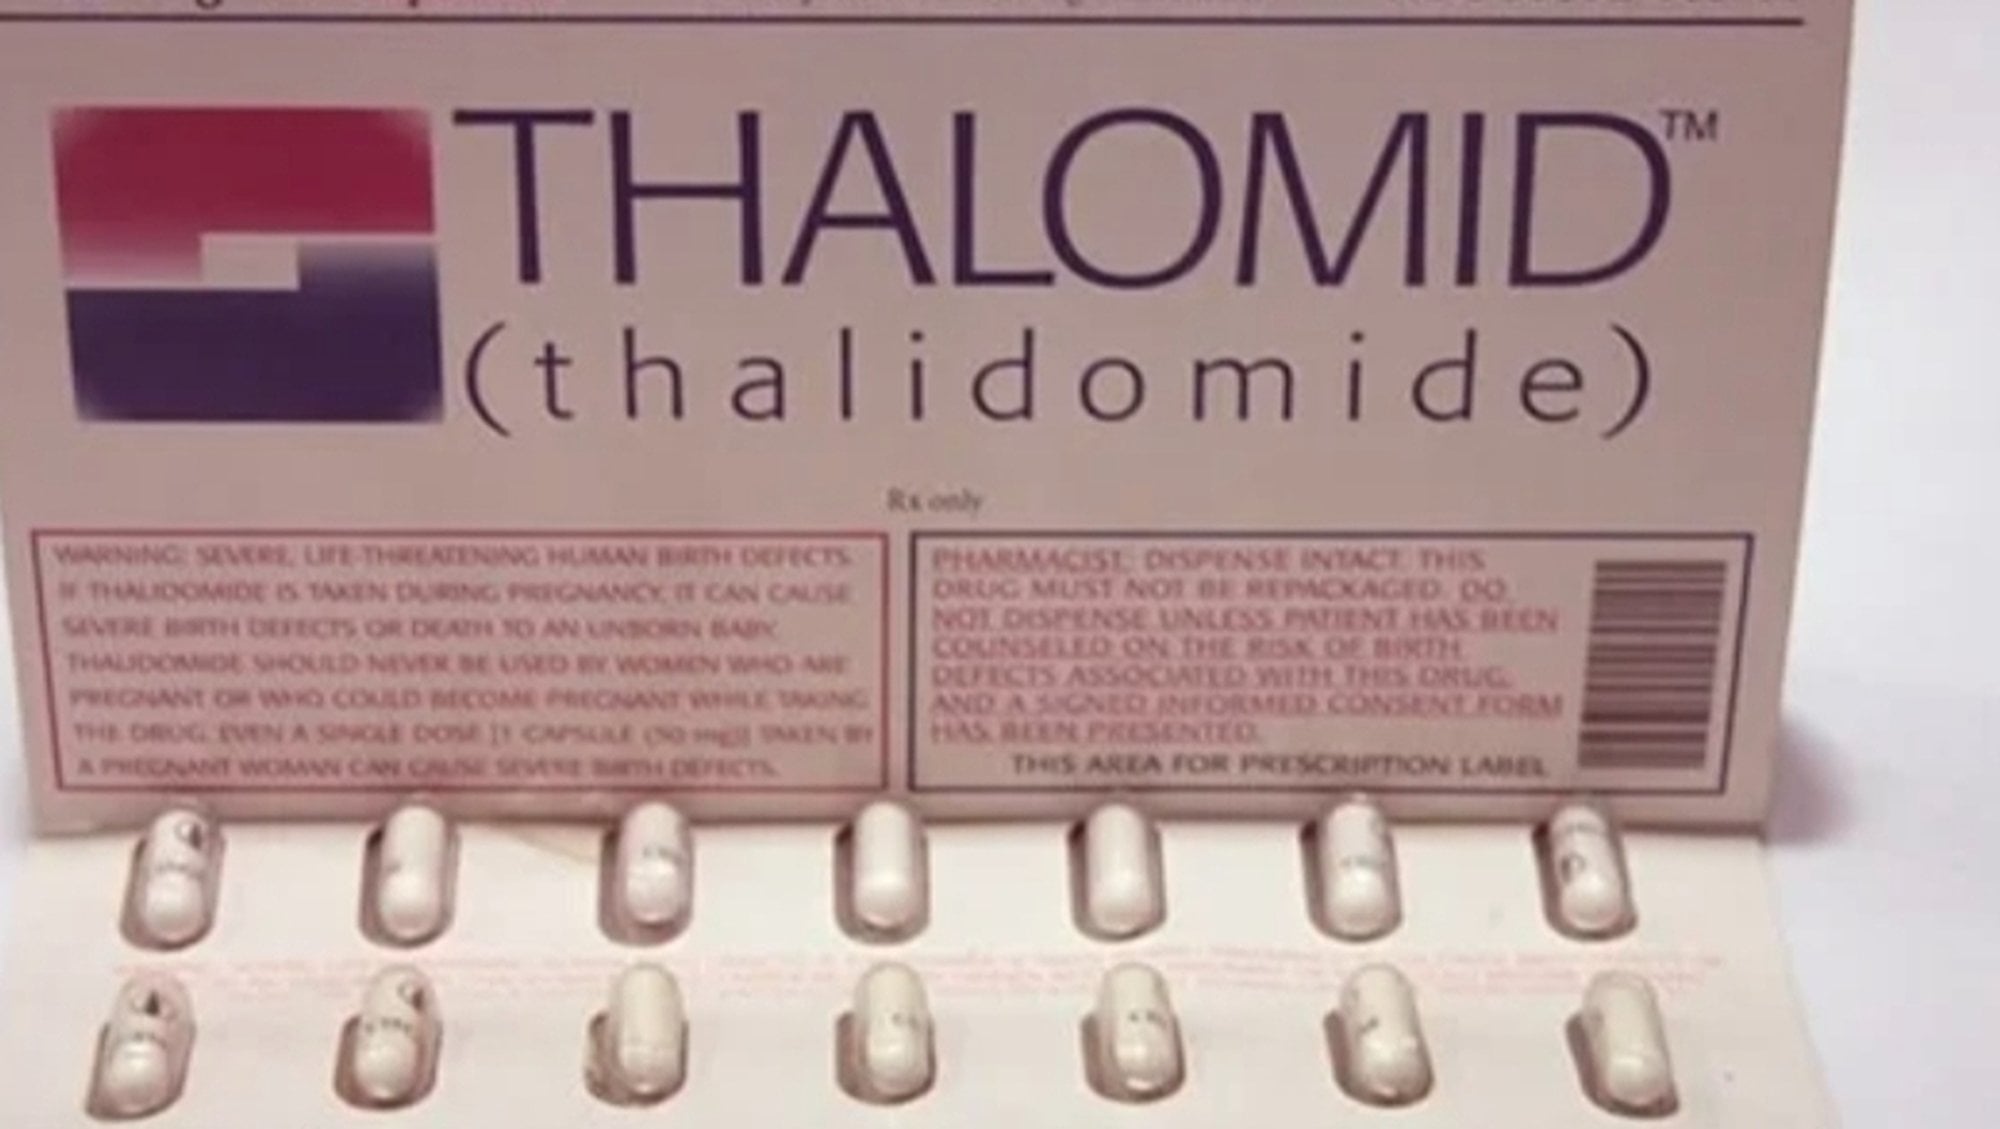 THALOMID™
(thalidomide)
Rx only
WARNING: SEVERE, LIFE-THREATENING HUMAN BIRTH DEFECTS.
IF THALIDOMIDE IS TAKEN DURING PREGNANCY, IT CAN CAUSE
SEVERE BIRTH DEFECTS OR DEATH TO AN UNBORN BABY.
THALIDOMIDE SHOULD NEVER BE USED BY WOMEN WHO ARE
PREGNANT OR WHO COULD BECOME PREGNANT WHILE TAKING
THE DRUG. EVEN A SINGLE DOSE [1 CAPSULE (50 mg)] TAKEN BY
A PREGNANT WOMAN CAN CAUSE SEVERE BIRTH DEFECTS.
PHARMACIST: DISPENSE INTACT. THIS
DRUG MUST NOT BE REPACKAGED. DO
NOT DISPENSE UNLESS PATIENT HAS BEEN
COUNSELED ON THE RISK OF BIRTH
DEFECTS ASSOCIATED WITH THIS DRUG,
AND A SIGNED INFORMED CONSENT FORM
HAS BEEN PRESENTED.
THIS AREA FOR PRESCRIPTION LABEL